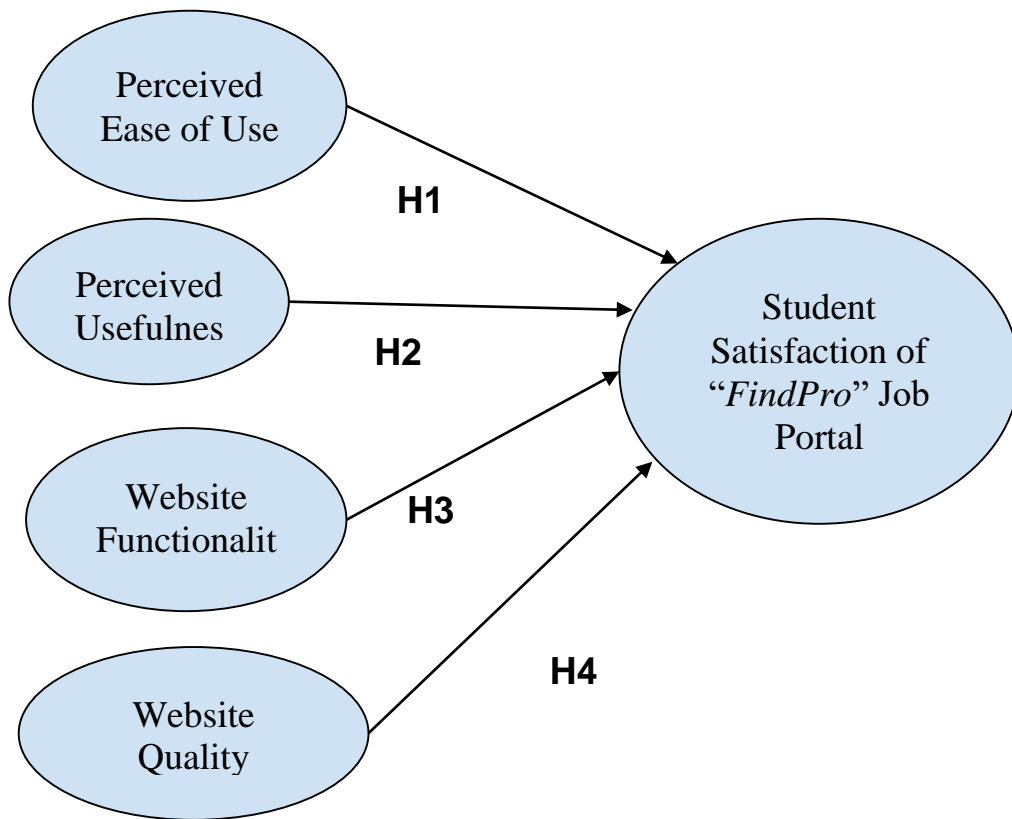 Perceived
Ease of Use
H1
Perceived
Usefulnes
H2
Student
Satisfaction of
“FindPro” Job
Portal
Website
Functionalit
H3
Website
Quality
H4